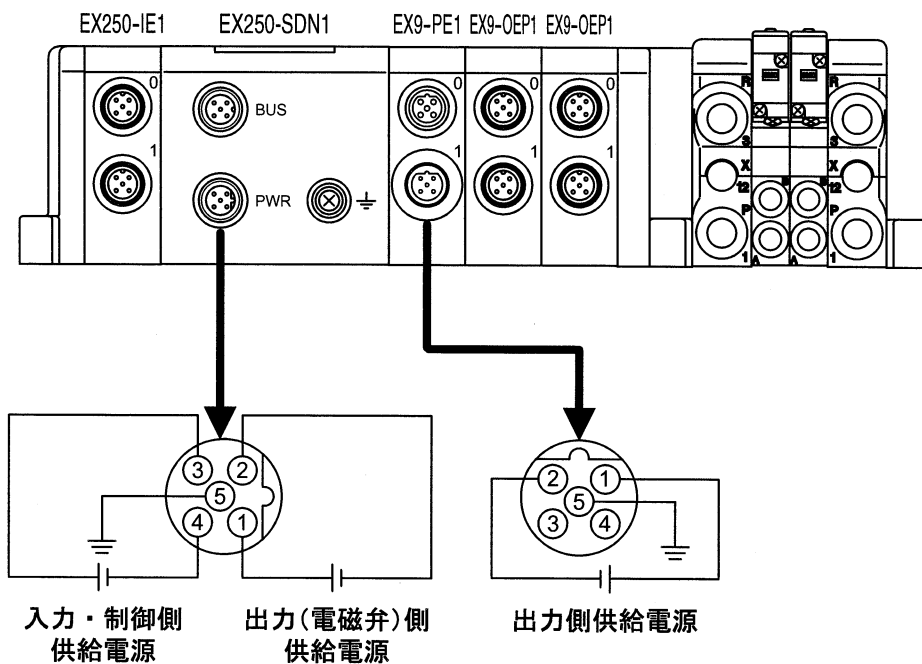 EX250-IE1 EX250-SDN1 EX9-PE1 EX9-OEP1 EX9-OEP1
0 BUS 0 0 0
1 PWR 1 1 1
R R
S S
X X
12 B B 12
P P
1 A A 1
3 2
5
4 1
2 1
5
3 4
入力・制御側
供給電源
出力(電磁弁)側
供給電源
出力側供給電源